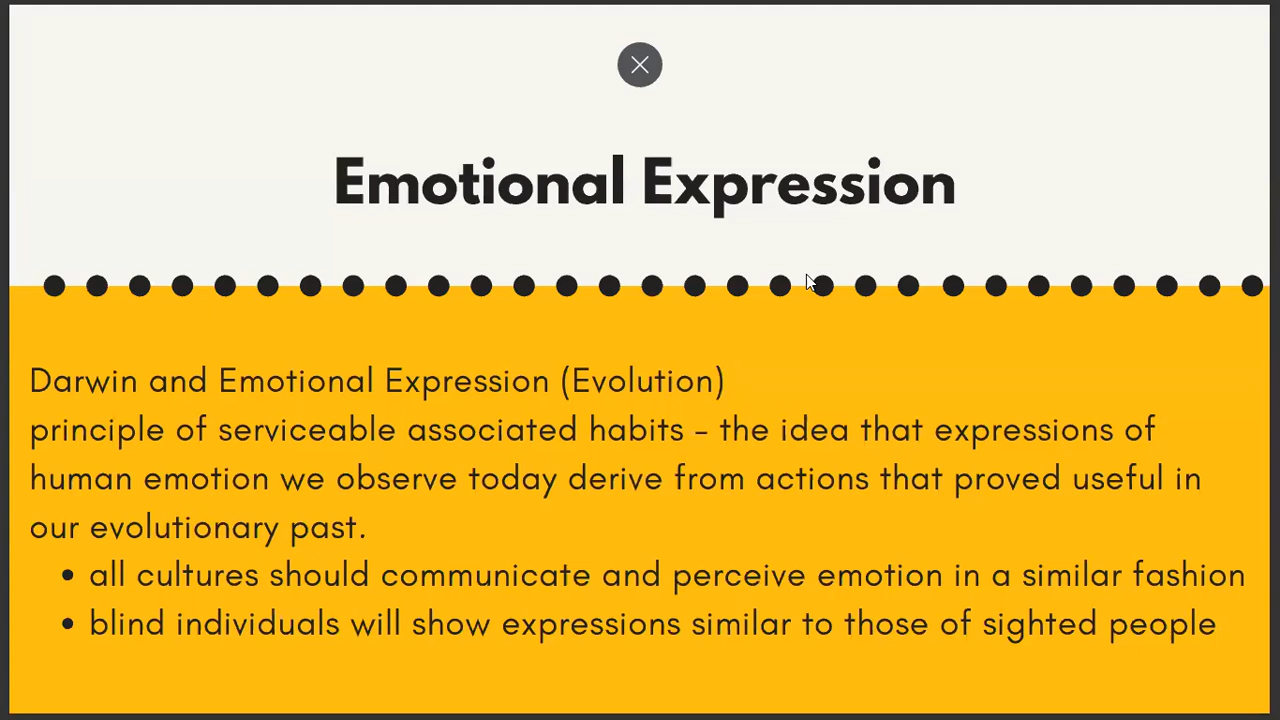 Emotional Expression
Darwin and Emotional Expression (Evolution)
principle of serviceable associated habits - the idea that expressions of
human emotion we observe today derive from actions that proved useful in
our evolutionary past.
• all cultures should communicate and perceive emotion in a similar fashion
• blind individuals will show expressions similar to those of sighted people